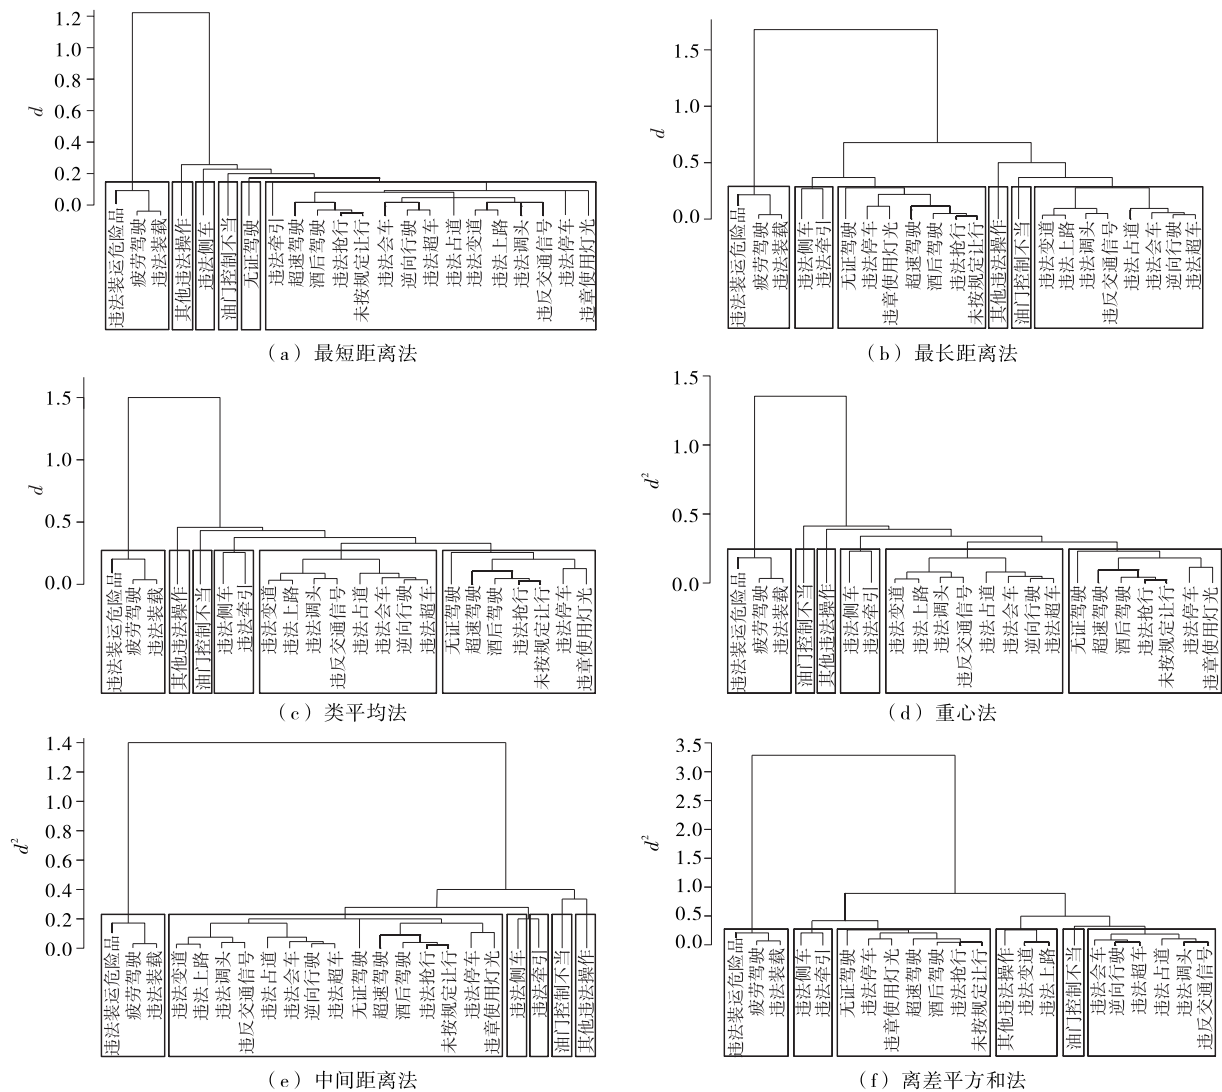 1.2
1.0
0.8
0.6
0.4
0.2
0.0
d
违法装运危险品
疲劳驾驶
违法装载
其他违法操作
违法侧车
油门控制不当
无证驾驶
违法牵引
超速驾驶
酒后驾驶
违法抢行
未按规定让行
违法会车
逆向行驶
违法超车
违法占道
违法变道
违法上路
违法调头
违反交通信号
违法停车
违章使用灯光
（a）最短距离法
1.5
1.0
0.5
0.0
d
违法装运危险品
疲劳驾驶
违法装载
违法侧车
违法牵引
无证驾驶
违法停车
违章使用灯光
超速驾驶
酒后驾驶
违法抢行
未按规定让行
其他违法操作
油门控制不当
违法变道
违法上路
违法调头
违反交通信号
违法占道
违法会车
逆向行驶
违法超车
（b）最长距离法
1.5
1.0
0.5
0.0
d
违法装运危险品
疲劳驾驶
违法装载
其他违法操作
油门控制不当
违法侧车
违法牵引
违法变道
违法上路
违法调头
违反交通信号
违法占道
违法会车
逆向行驶
违法超车
无证驾驶
超速驾驶
酒后驾驶
违法抢行
未按规定让行
违法停车
违章使用灯光
（c）类平均法
1.5
1.0
0.5
0.0
d²
违法装运危险品
疲劳驾驶
违法装载
油门控制不当
其他违法操作
违法侧车
违法牵引
违法变道
违法上路
违法调头
违反交通信号
违法占道
违法会车
逆向行驶
违法超车
无证驾驶
超速驾驶
酒后驾驶
违法抢行
未按规定让行
违法停车
违章使用灯光
（d）重心法
1.4
1.2
1.0
0.8
0.6
0.4
0.2
0.0
d²
违法装运危险品
疲劳驾驶
违法装载
违法变道
违法上路
违法调头
违反交通信号
违法占道
违法会车
逆向行驶
违法超车
无证驾驶
超速驾驶
酒后驾驶
违法抢行
未按规定让行
违法停车
违章使用灯光
违法侧车
违法牵引
油门控制不当
其他违法操作
（e）中间距离法
3.5
3.0
2.5
2.0
1.5
1.0
0.5
0.0
d²
违法装运危险品
疲劳驾驶
违法装载
违法侧车
违法牵引
无证驾驶
违法停车
违章使用灯光
超速驾驶
酒后驾驶
违法抢行
未按规定让行
其他违法操作
违法变道
违法上路
油门控制不当
违法会车
逆向行驶
违法超车
违法占道
违法调头
违反交通信号
（f）离差平方和法